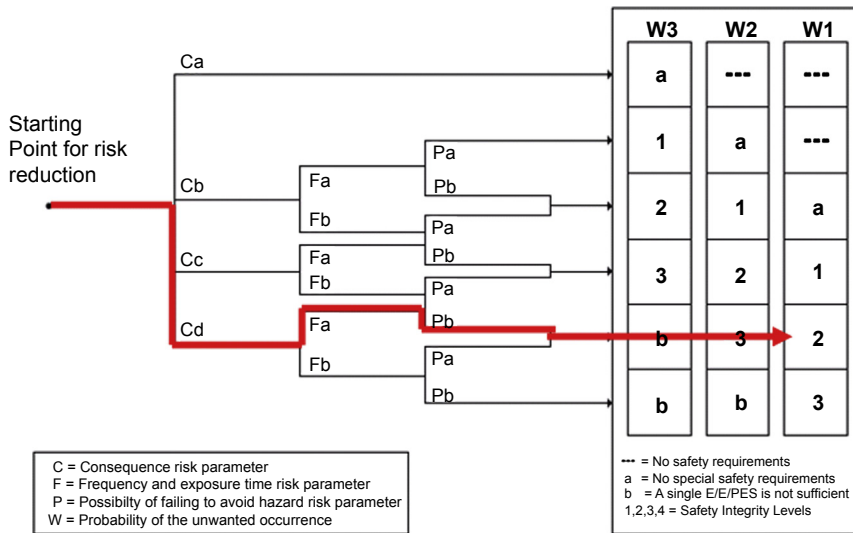 W3 W2 W1
Ca
a --- ---
Starting
Point for risk
reduction
Pa
1 a ---
Cb
Fa
Pb
2 1 a
Fb
Pa
Cc
Fa
Pb
3 2 1
Fb
Pa
Cd
Fa
Pb
b 3 2
Fb
Pa
Pb
b b 3
C = Consequence risk parameter
F = Frequency and exposure time risk parameter
P = Possibilty of failing to avoid hazard risk parameter
W = Probability of the unwanted occurrence
--- = No safety requirements
a = No special safety requirements
b = A single E/E/PES is not sufficient
1,2,3,4 = Safety Integrity Levels